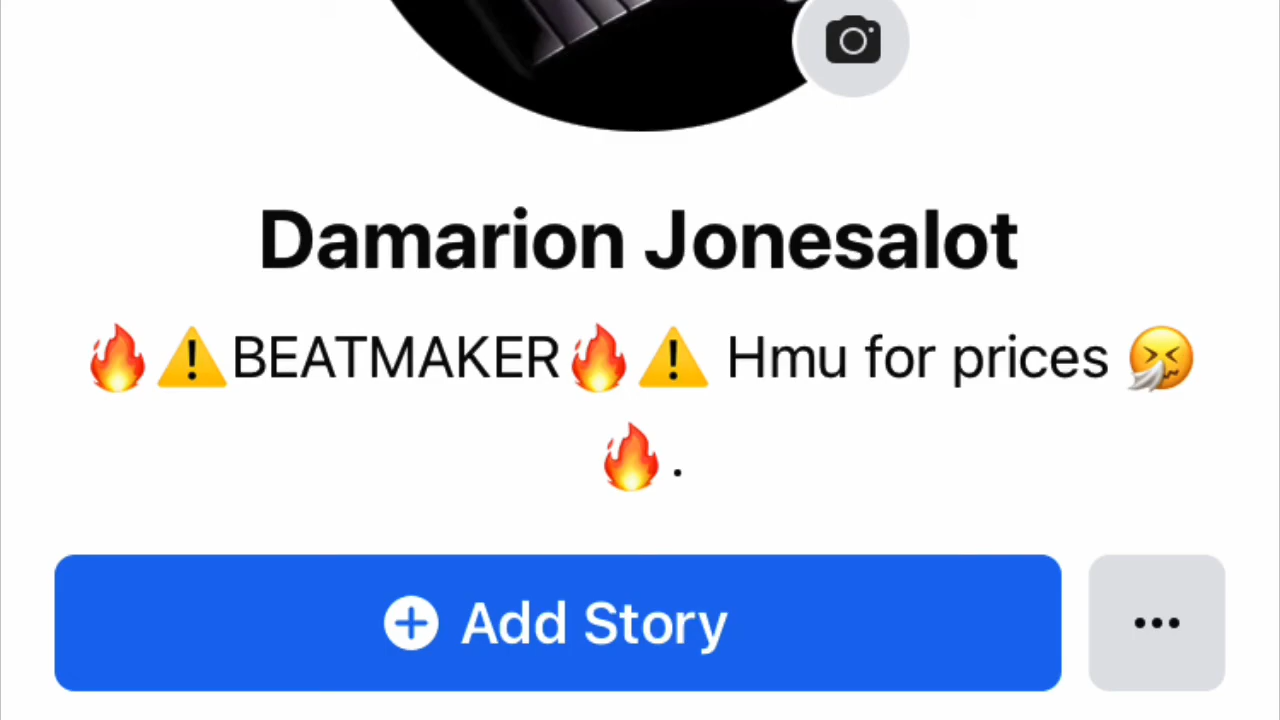 Damarion Jonesalot
🔥⚠️BEATMAKER🔥⚠️ Hmu for prices 🤧
🔥.
Add Story